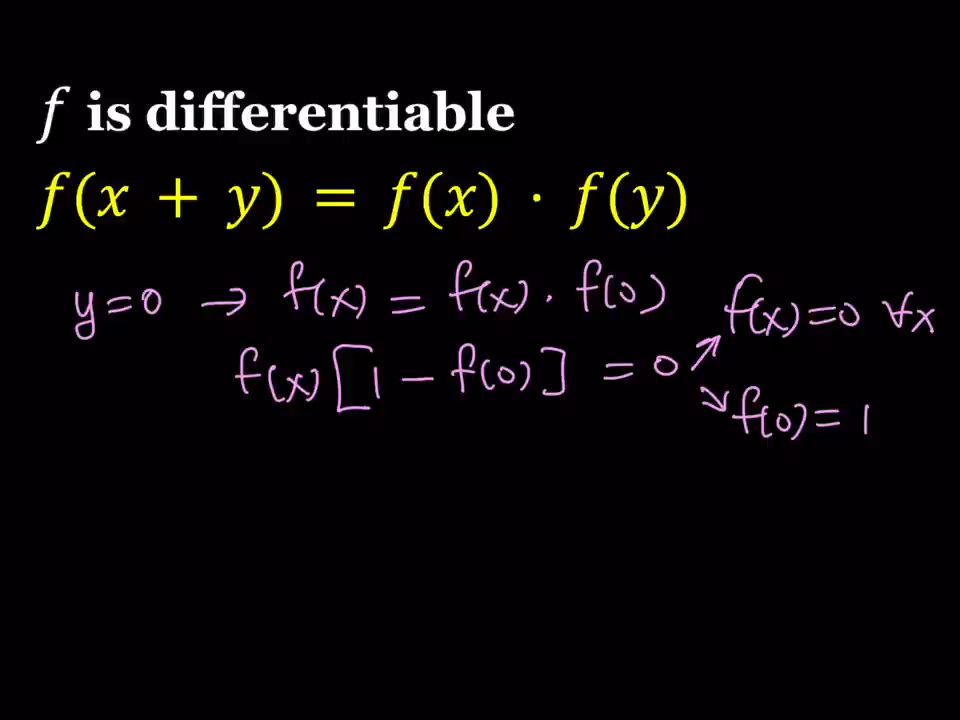 f is differentiable
f(x + y) = f(x) · f(y)
y=0 → f(x) = f(x) · f(0)
f(x)[1 − f(0)] = 0 ↗ f(x)=0 ∀x
↘ f(0) = 1